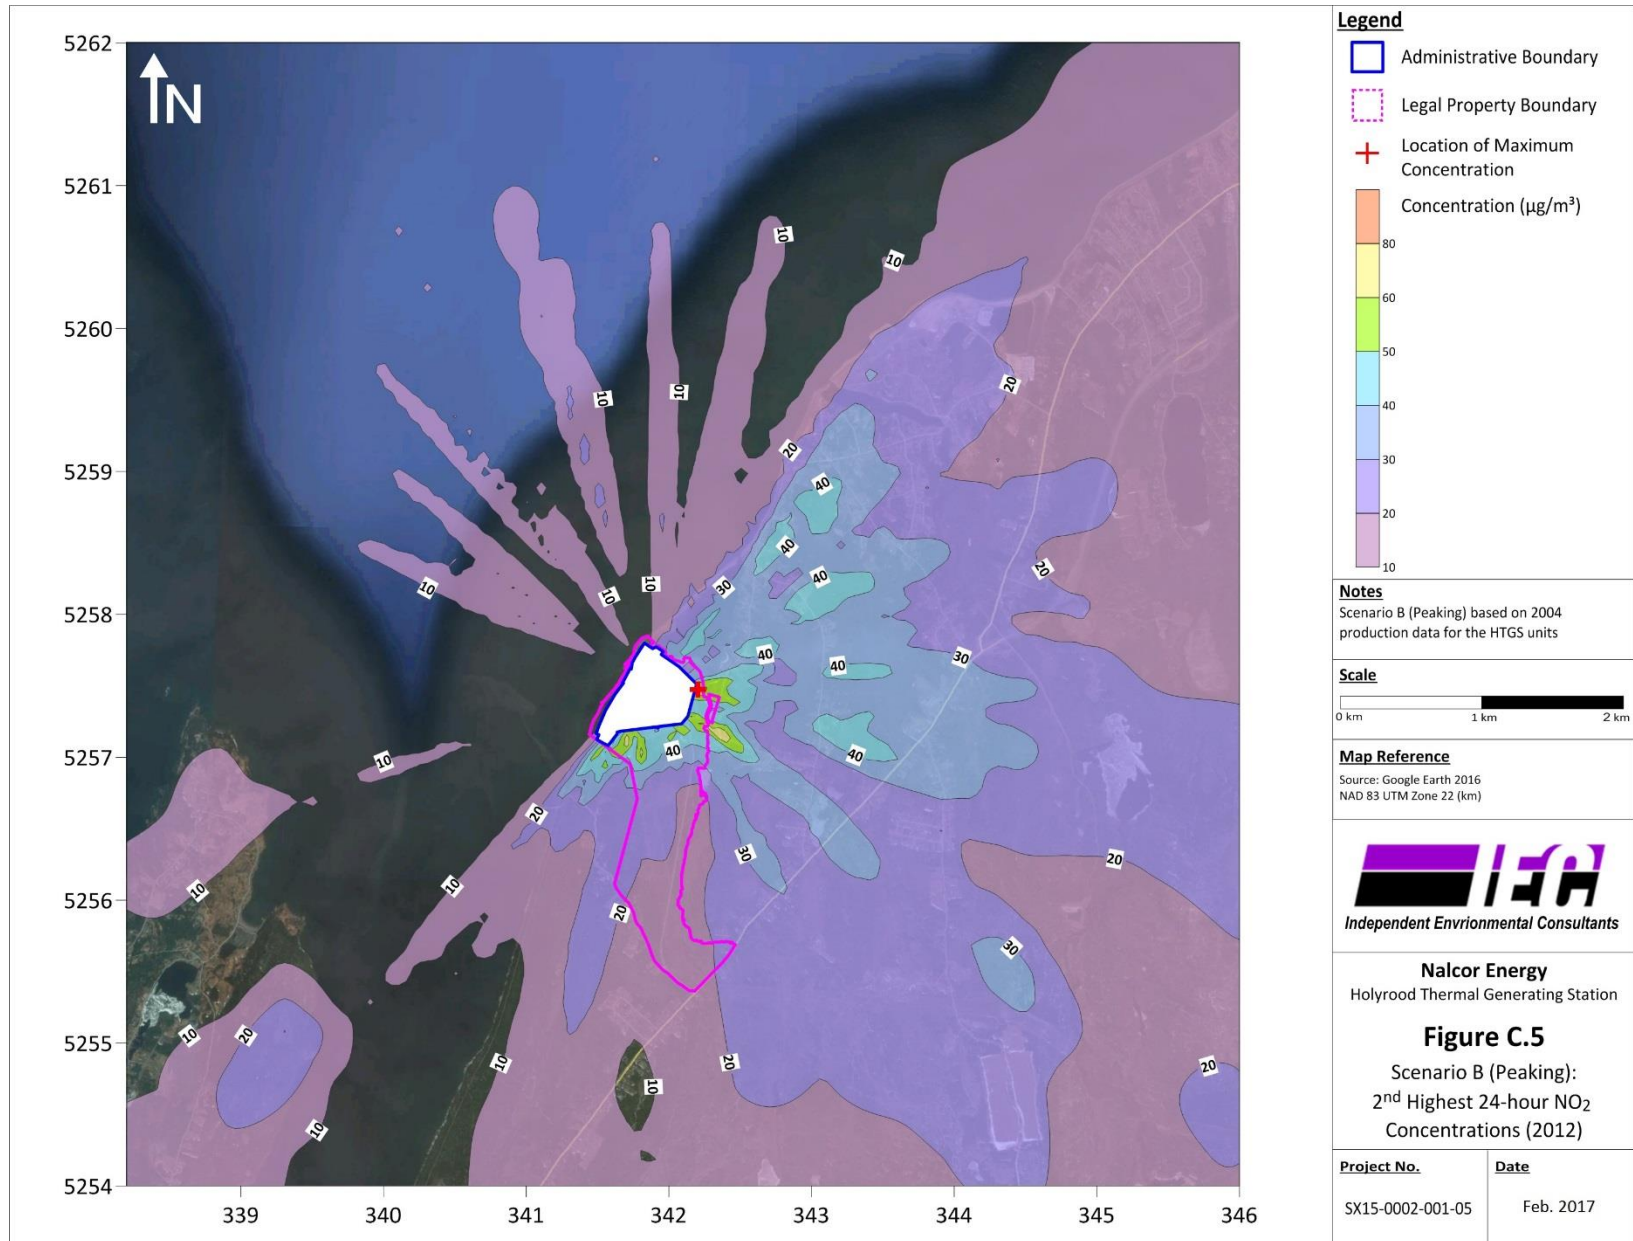 5262
5261
5260
5259
5258
5257
5256
5255
5254
339
340
341
342
343
344
345
346
N
10
10
10
20
10
10
20
40
40
40
10
10
10
10
30
20
40
40
30
10
40
40
20
10
30
20
10
20
30
10
20
10
20
10
10
20
Legend
Administrative Boundary
Legal Property Boundary
Location of Maximum
Concentration
Concentration (µg/m³)
80
60
50
40
30
20
10
Notes
Scenario B (Peaking) based on 2004
production data for the HTGS units
Scale
0 km 1 km 2 km
Map Reference
Source: Google Earth 2016
NAD 83 UTM Zone 22 (km)
IEC
Independent Envrionmental Consultants
Nalcor Energy
Holyrood Thermal Generating Station
Figure C.5
Scenario B (Peaking):
2nd Highest 24-hour NO2
Concentrations (2012)
Project No.
SX15-0002-001-05
Date
Feb. 2017